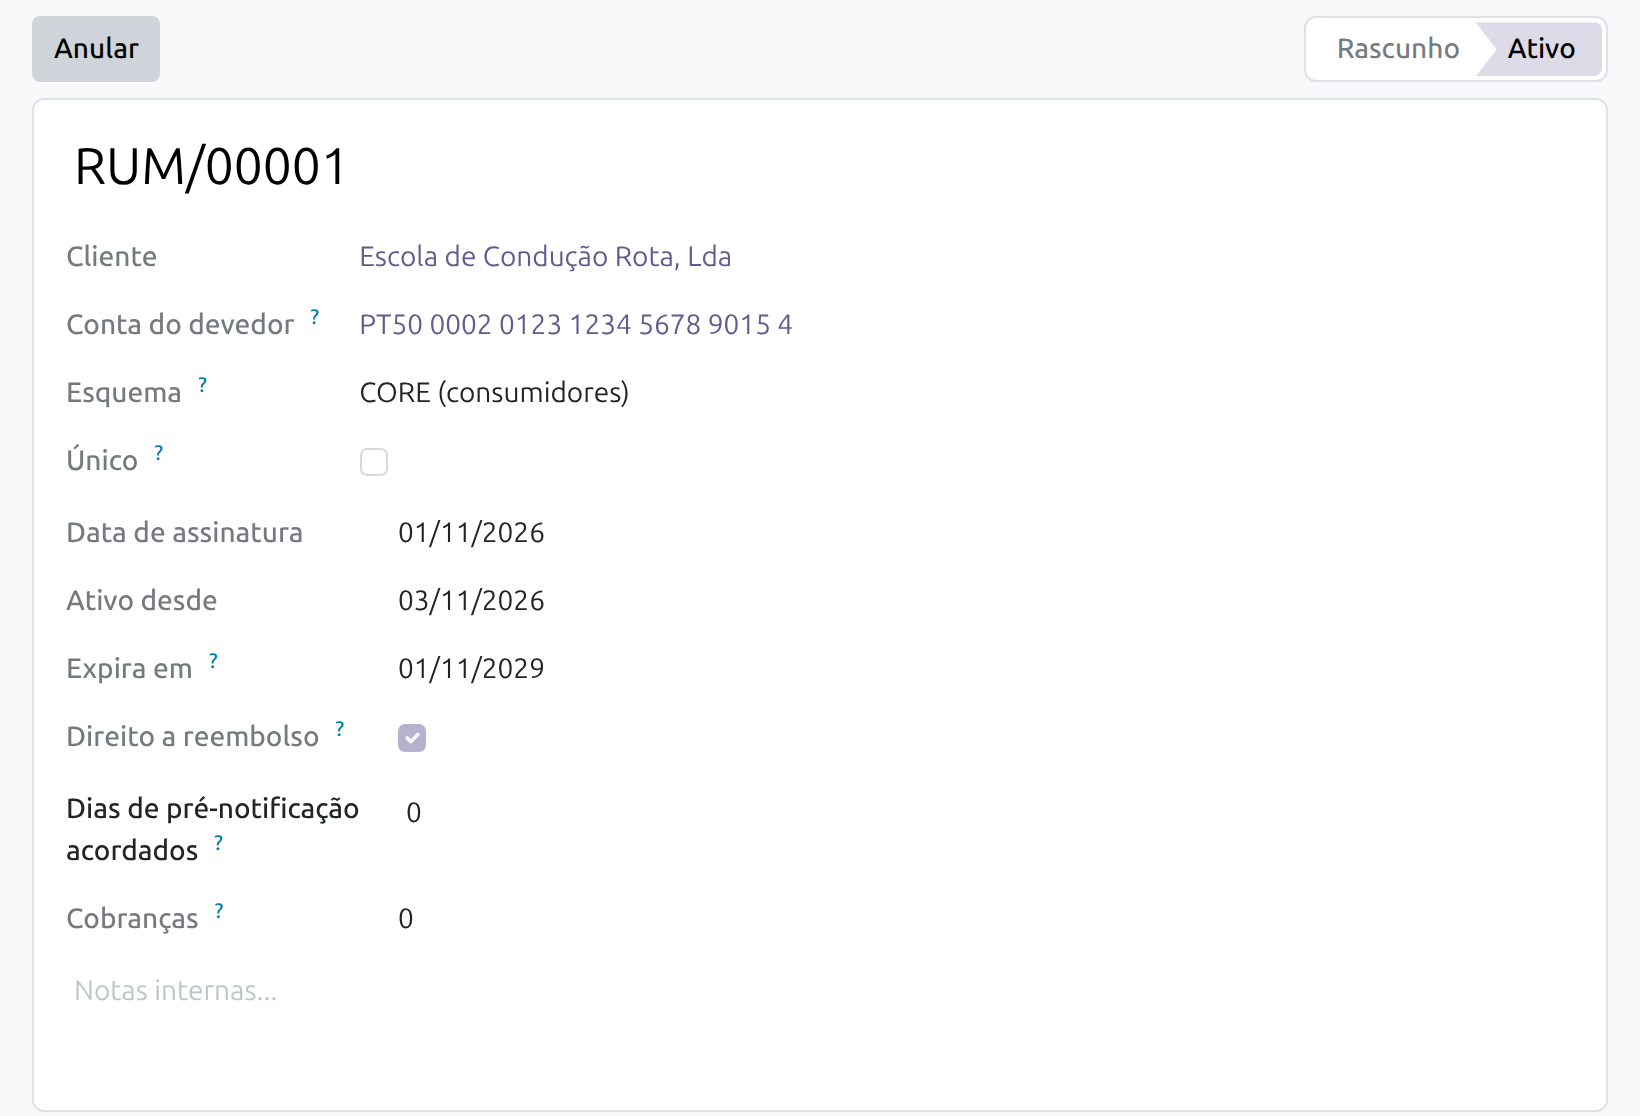 Anular
Rascunho
Ativo
RUM/00001
Cliente Escola de Condução Rota, Lda
Conta do devedor ? PT50 0002 0123 1234 5678 9015 4
Esquema ? CORE (consumidores)
Único ?
Data de assinatura 01/11/2026
Ativo desde 03/11/2026
Expira em ? 01/11/2029
Direito a reembolso ?
Dias de pré-notificação 0
acordados ?
Cobranças ? 0
Notas internas...